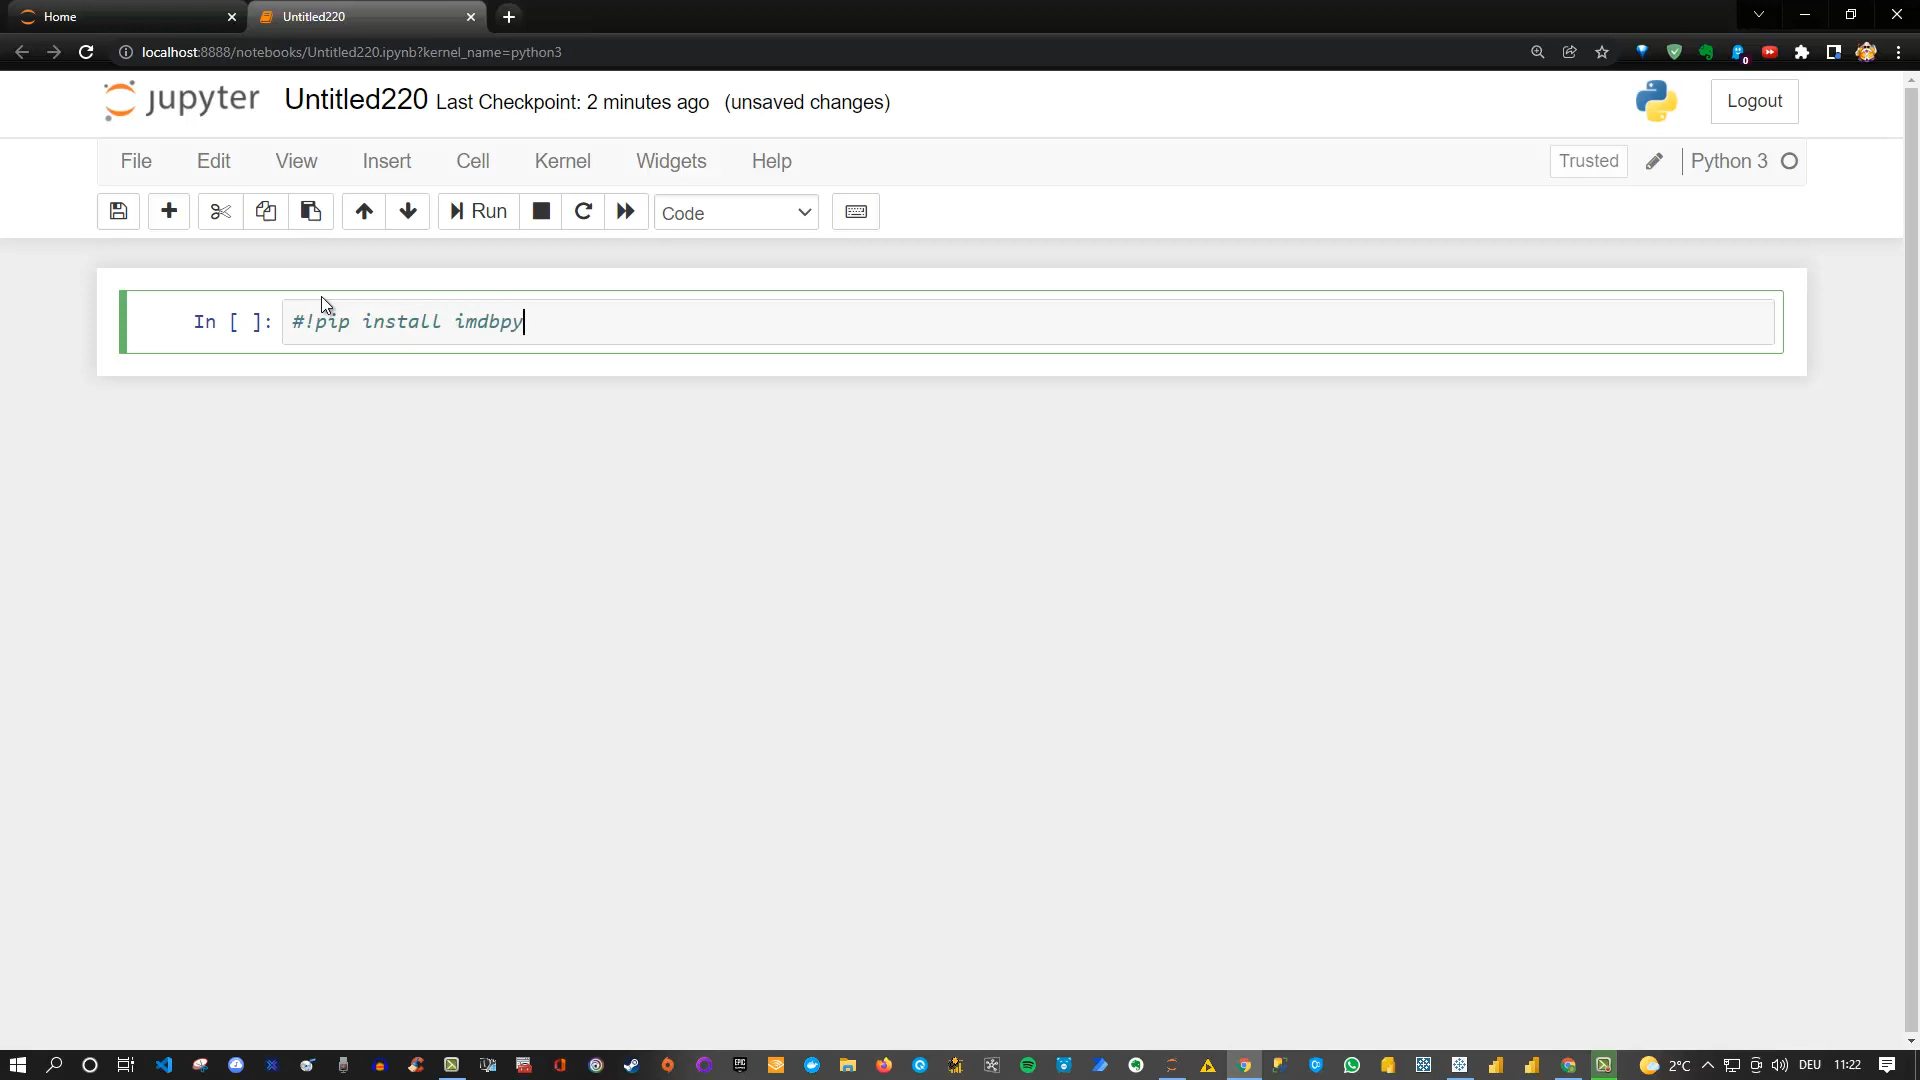 Home
Untitled220
localhost:8888/notebooks/Untitled220.ipynb?kernel_name=python3
0
jupyter Untitled220 Last Checkpoint: 2 minutes ago (unsaved changes)
Logout
File Edit View Insert Cell Kernel Widgets Help
Trusted
Python 3
Run
Code
In [ ]: #!pip install imdbpy
2°C
DEU
11:22